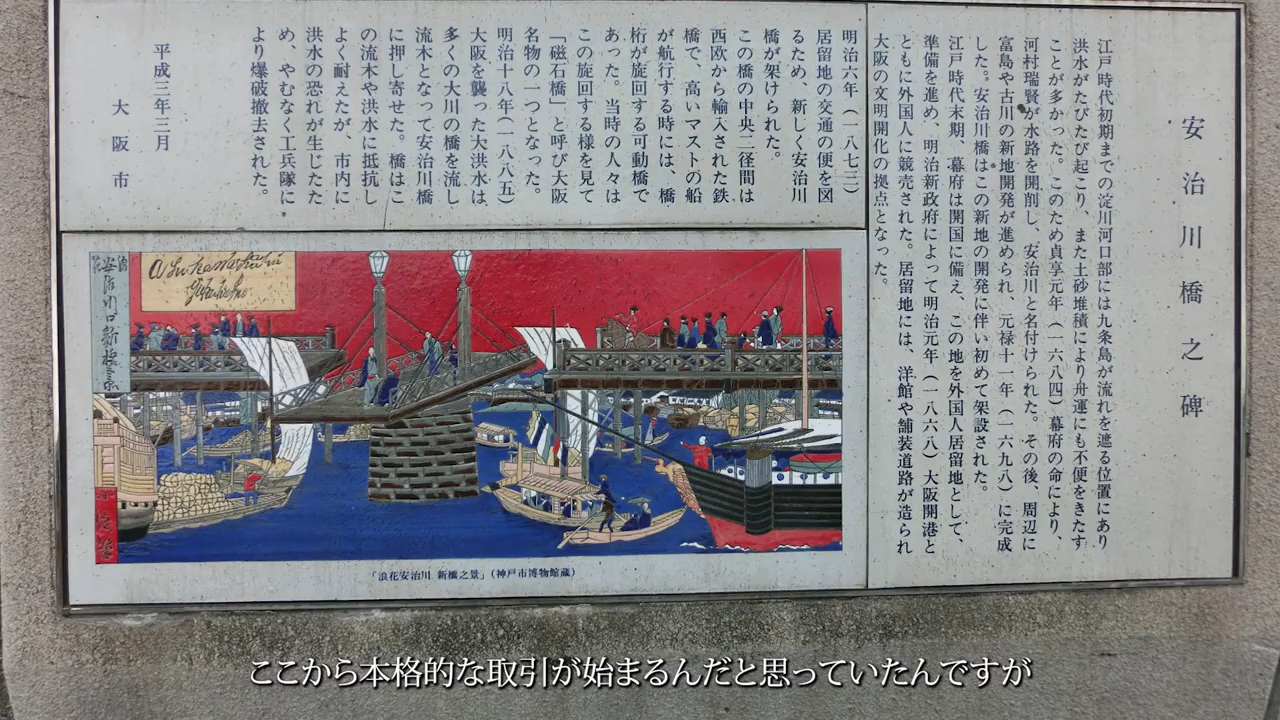 安治川橋之碑
江戸時代初期までの淀川河口部には九条島が流れを遮る位置にあり
洪水がたびたび起こり、また土砂堆積により舟運にも不便をきたす
ことが多かった。このため貞享元年(一六八四)幕府の命により、
河村瑞賢が水路を開削し、安治川と名付けられた。その後、周辺に
富島や古川の新地開発が進められ、元禄十一年(一六九八)に完成
した。安治川橋はこの新地の開発に伴い初めて架設された。
江戸時代末期、幕府は開国に備え、この地を外国人居留地として、
準備を進め、明治新政府によって明治元年(一八六八)大阪開港と
ともに外国人に競売された。居留地には、洋館や舗装道路が造られ
大阪の文明開化の拠点となった。
明治六年(一八七三)
居留地の交通の便を図
るため、新しく安治川
橋が架けられた。
この橋の中央二径間は
西欧から輸入された鉄
橋で、高いマストの船
が航行する時には、橋
桁が旋回する可動橋で
あった。当時の人々は
この旋回する様を見て
「磁石橋」と呼び大阪
名物の一つとなった。
明治十八年(一八八五)
大阪を襲った大洪水は
多くの大川の橋を流し
流木となって安治川橋
に押し寄せた。橋はこ
の流木や洪水に抵抗し
よく耐えたが、市内に
洪水の恐れが生じたた
め、やむなく工兵隊に
より爆破撤去された。
平成三年三月
大阪市
安治川口新橋之景
「浪花安治川 新橋之景」(神戸市博物館蔵)
ここから本格的な取引が始まるんだと思っていたんですが